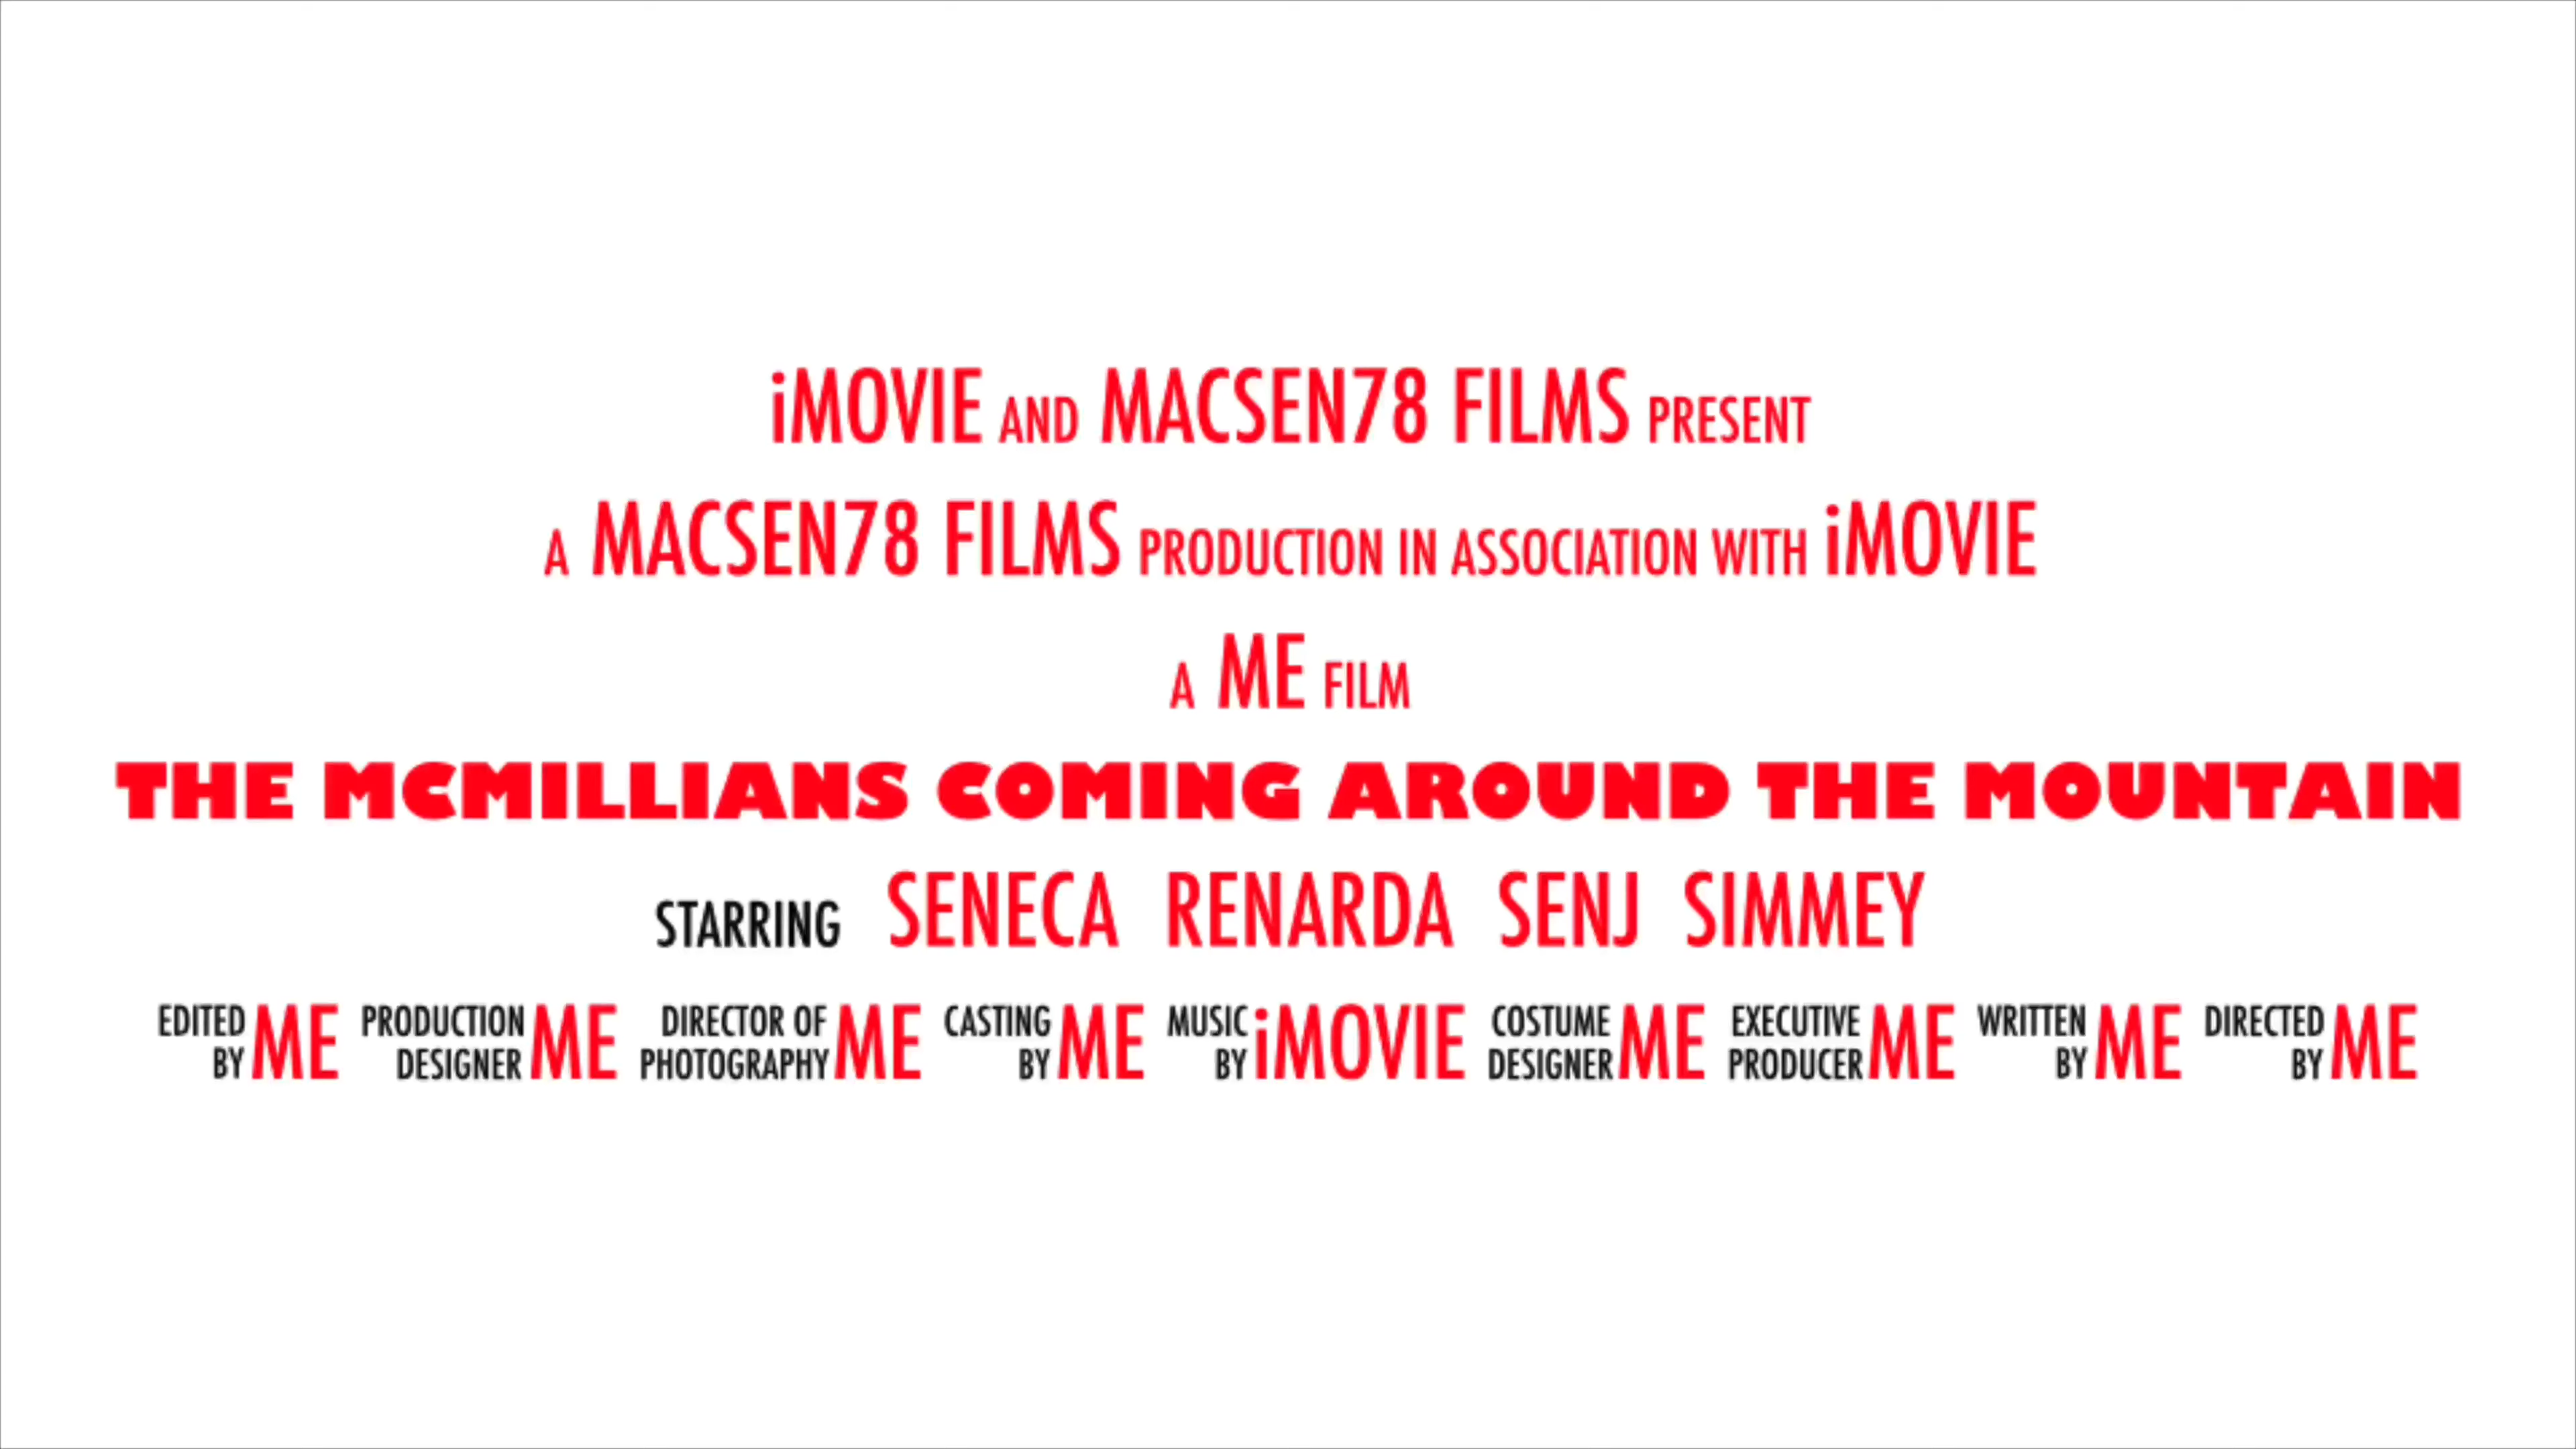 iMOVIE AND MACSEN78 FILMS PRESENT
A MACSEN78 FILMS PRODUCTION IN ASSOCIATION WITH iMOVIE
A ME FILM
THE MCMILLIANS COMING AROUND THE MOUNTAIN
STARRING SENECA RENARDA SENJ SIMMEY
EDITED BY ME PRODUCTION DESIGNER ME DIRECTOR OF PHOTOGRAPHY ME CASTING BY ME MUSIC BY iMOVIE COSTUME DESIGNER ME EXECUTIVE PRODUCER ME WRITTEN BY ME DIRECTED BY ME